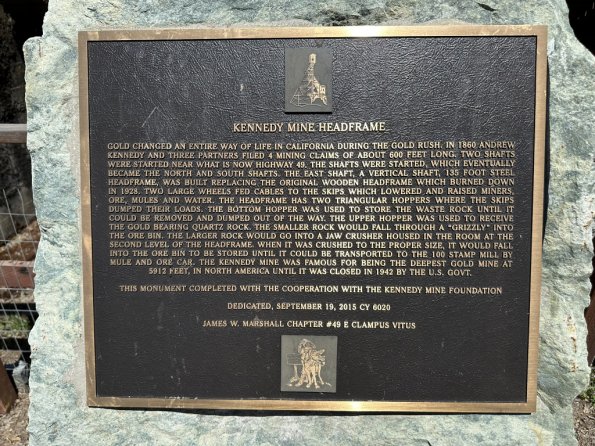 KENNEDY MINE HEADFRAME
GOLD CHANGED AN ENTIRE WAY OF LIFE IN CALIFORNIA DURING THE GOLD RUSH. IN 1860 ANDREW
KENNEDY AND THREE PARTNERS FILED 4 MINING CLAIMS OF ABOUT 600 FEET LONG. TWO SHAFTS
WERE STARTED NEAR WHAT IS NOW HIGHWAY 49. THE SHAFTS WERE STARTED, WHICH EVENTUALLY
BECAME THE NORTH AND SOUTH SHAFTS. THE EAST SHAFT, A VERTICAL SHAFT, 135 FOOT STEEL
HEADFRAME, WAS BUILT REPLACING THE ORIGINAL WOODEN HEADFRAME WHICH BURNED DOWN
IN 1928. TWO LARGE WHEELS FED CABLES TO THE SKIPS WHICH LOWERED AND RAISED MINERS,
ORE, MULES AND WATER. THE HEADFRAME HAS TWO TRIANGULAR HOPPERS WHERE THE SKIPS
DUMPED THEIR LOADS. THE BOTTOM HOPPER WAS USED TO STORE THE WASTE ROCK UNTIL IT
COULD BE REMOVED AND DUMPED OUT OF THE WAY. THE UPPER HOPPER WAS USED TO RECEIVE
THE GOLD BEARING QUARTZ ROCK. THE SMALLER ROCK WOULD FALL THROUGH A "GRIZZLY" INTO
THE ORE BIN. THE LARGER ROCK WOULD GO INTO A JAW CRUSHER HOUSED IN THE ROOM AT THE
SECOND LEVEL OF THE HEADFRAME. WHEN IT WAS CRUSHED TO THE PROPER SIZE, IT WOULD FALL
INTO THE ORE BIN TO BE STORED UNTIL IT COULD BE TRANSPORTED TO THE 100 STAMP MILL BY
MULE AND ORE CAR. THE KENNEDY MINE WAS FAMOUS FOR BEING THE DEEPEST GOLD MINE AT
5912 FEET, IN NORTH AMERICA UNTIL IT WAS CLOSED IN 1942 BY THE U.S. GOVT.
THIS MONUMENT COMPLETED WITH THE COOPERATION WITH THE KENNEDY MINE FOUNDATION
DEDICATED, SEPTEMBER 19, 2015 CY 6020
JAMES W. MARSHALL CHAPTER #49 E CLAMPUS VITUS